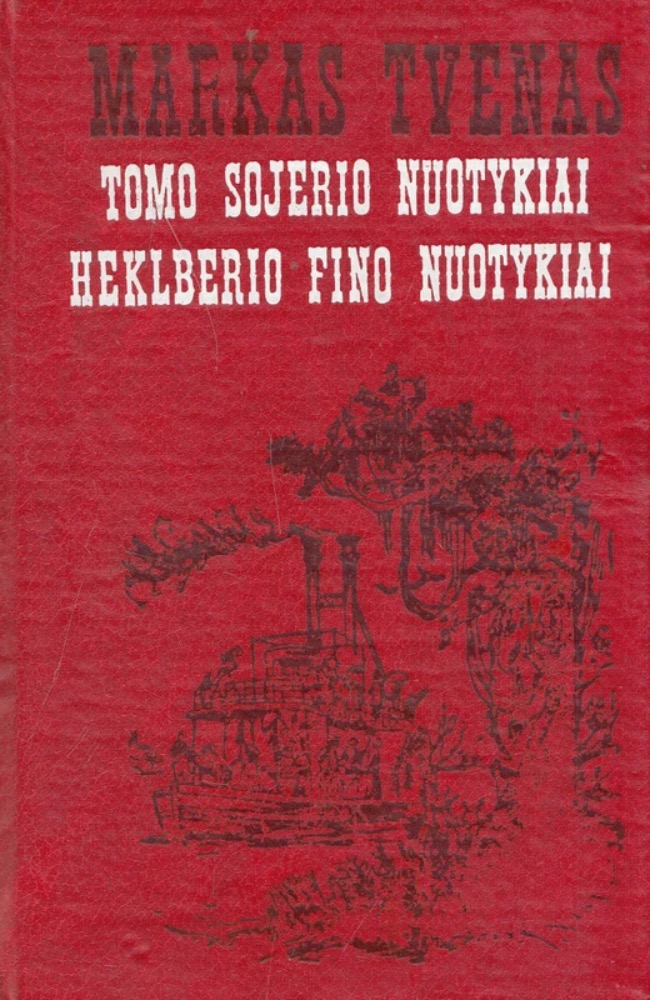 MARKAS TVENAS
TOMO SOJERIO NUOTYKIAI
HEKLBERIO FINO NUOTYKIAI